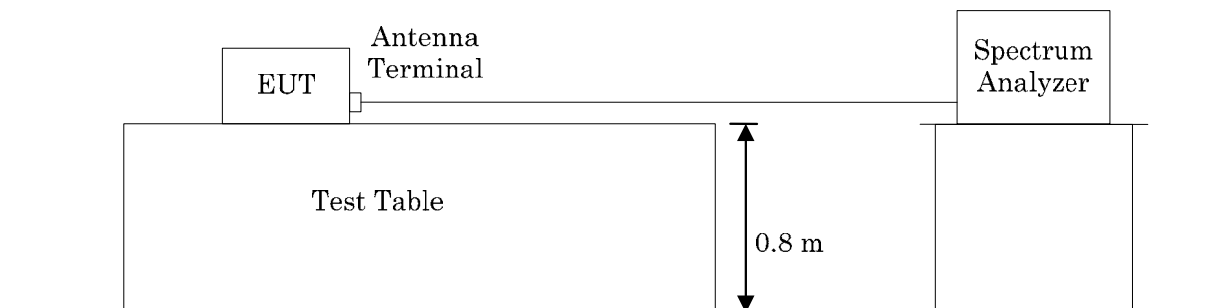 Antenna
Terminal
EUT
Spectrum
Analyzer
Test Table
0.8 m